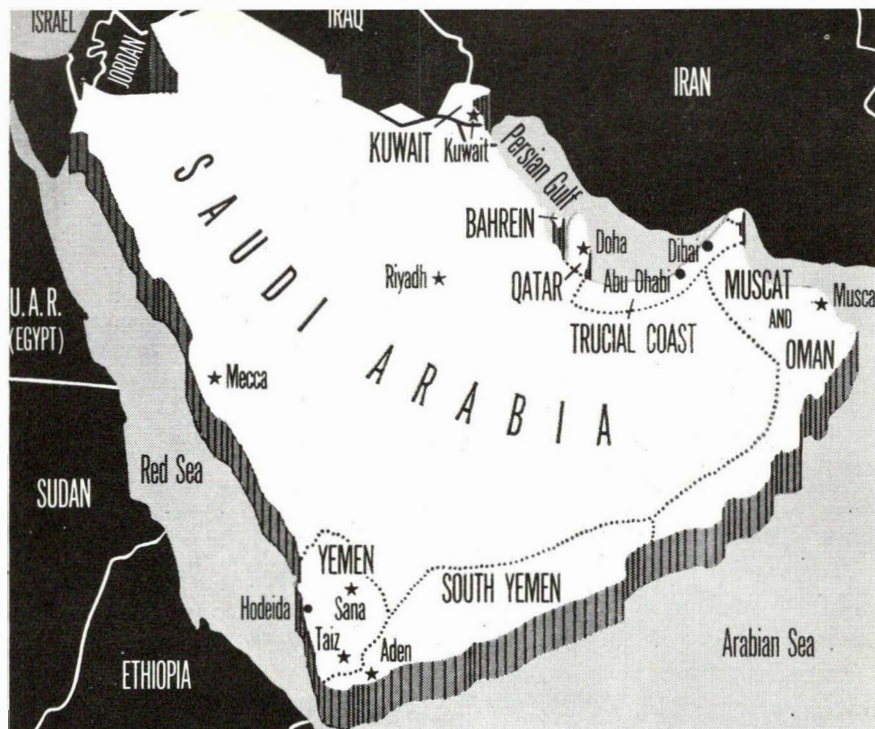 ISRAEL
IRAQ
JORDAN
IRAN
KUWAIT
Kuwait
Persian Gulf
BAHREIN
Doha
Dibai
Riyadh
QATAR
Abu Dhabi
MUSCAT
AND
OMAN
Musca
U.A.R.
(EGYPT)
TRUCIAL COAST
Mecca
SAUDI ARABIA
Red Sea
SUDAN
YEMEN
SOUTH YEMEN
Hodeida
Sana
Taiz
Aden
Arabian Sea
ETHIOPIA